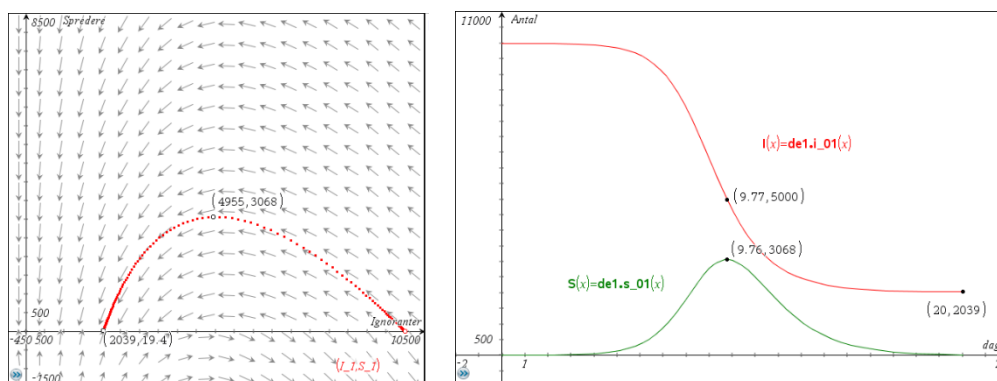 8500
Spredere
(4955,3068)
500
Ignoranter
-450 500
(2039,19.4)
10500
(I_1,S_1)
-1500
11000
Antal
I(x)=de1.i_01(x)
(9.77,5000)
(9.76,3068)
S(x)=de1.s_01(x)
(20,2039)
500
dag
-2
1